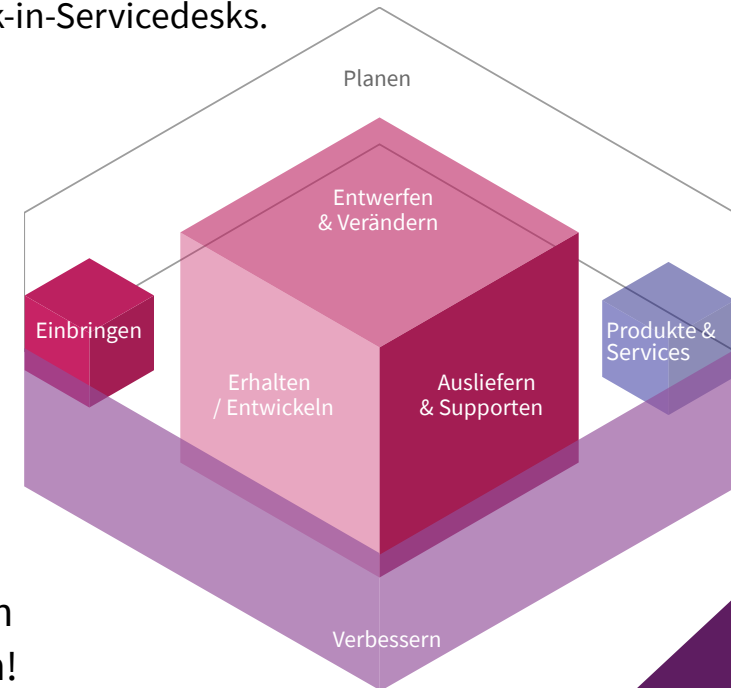 k-in-Servicedesks.
Planen
Entwerfen
& Verändern
Einbringen
Produkte &
Services
Erhalten
/ Entwickeln
Ausliefern
& Supporten
Verbessern
n
!